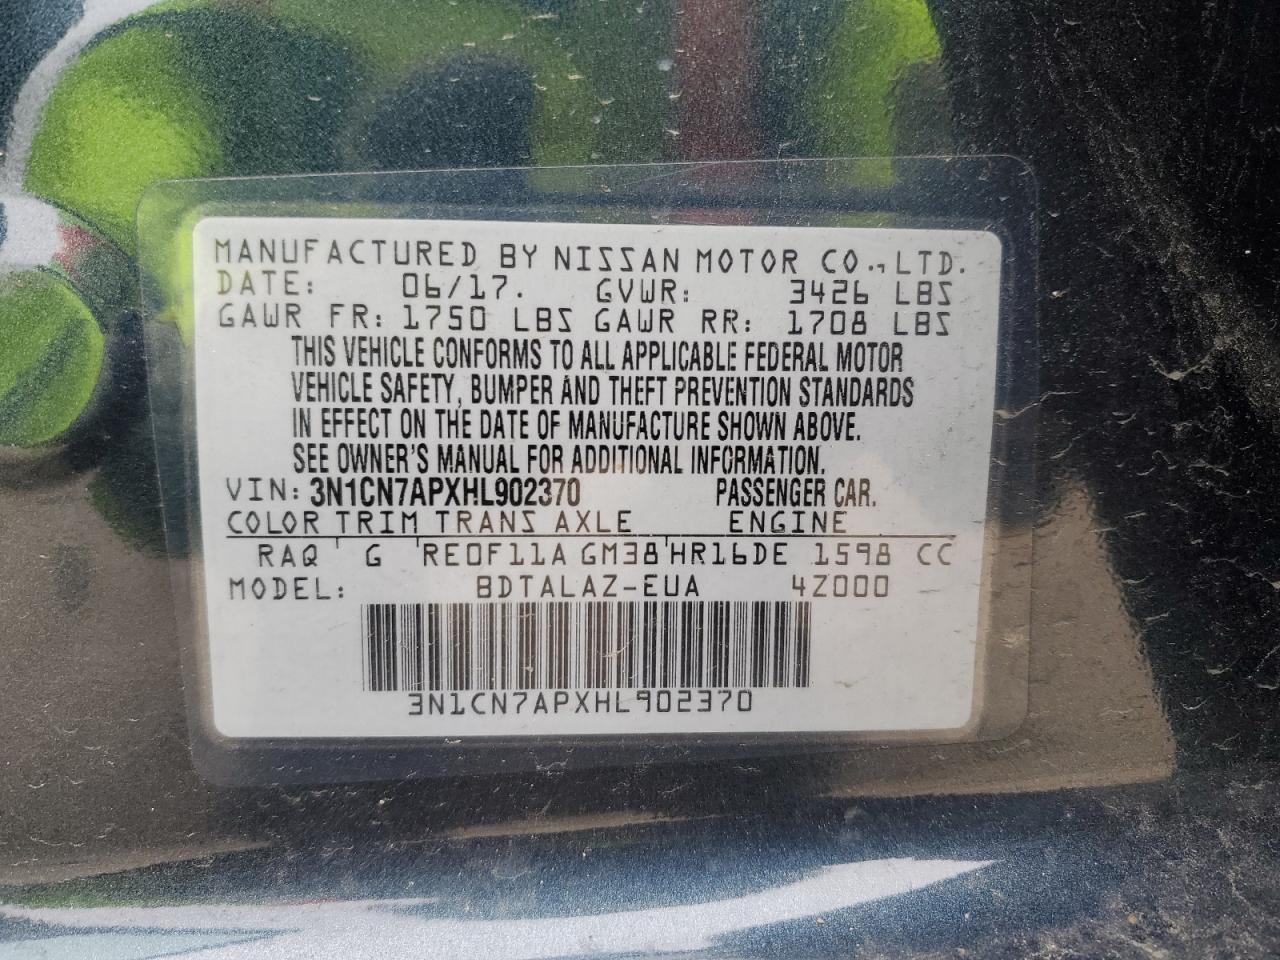 MANUFACTURED BY NISSAN MOTOR CO., LTD.
DATE: 06/17. GVWR: 3426 LBS
GAWR FR: 1750 LBS GAWR RR: 1708 LBS
THIS VEHICLE CONFORMS TO ALL APPLICABLE FEDERAL MOTOR
VEHICLE SAFETY, BUMPER AND THEFT PREVENTION STANDARDS
IN EFFECT ON THE DATE OF MANUFACTURE SHOWN ABOVE.
SEE OWNER'S MANUAL FOR ADDITIONAL INFORMATION.
VIN: 3N1CN7APXHL902370 PASSENGER CAR.
COLOR TRIM TRANS AXLE ENGINE
RAQ G RE0F11A GM38 HR16DE 1598 CC
MODEL: BDTALAZ-EUA 4Z000
3N1CN7APXHL902370